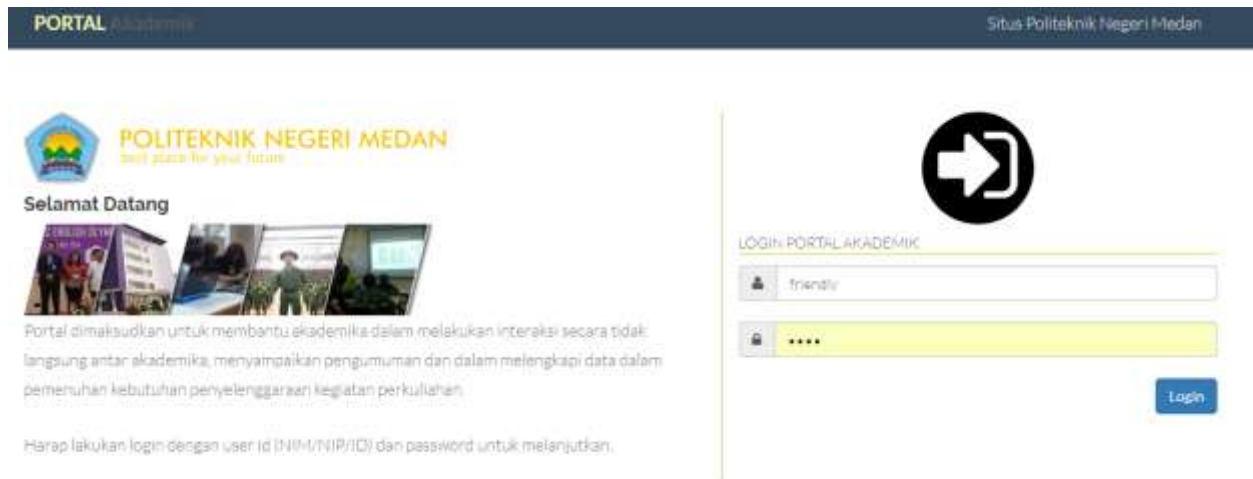 PORTAL Akademik
Situs Politeknik Negeri Medan
POLITEKNIK NEGERI MEDAN
best place for your future
Selamat Datang
Portal dimaksudkan untuk membantu akademika dalam melakukan interaksi secara tidak
langsung antar akademika, menyampaikan pengumuman dan dalam melengkapi data dalam
pemenuhan kebutuhan penyelenggaraan kegiatan perkuliahan.
Harap lakukan login dengan user id (NIM/NIP/ID) dan password untuk melanjutkan.
LOGIN PORTAL AKADEMIK
friendly
••••
Login